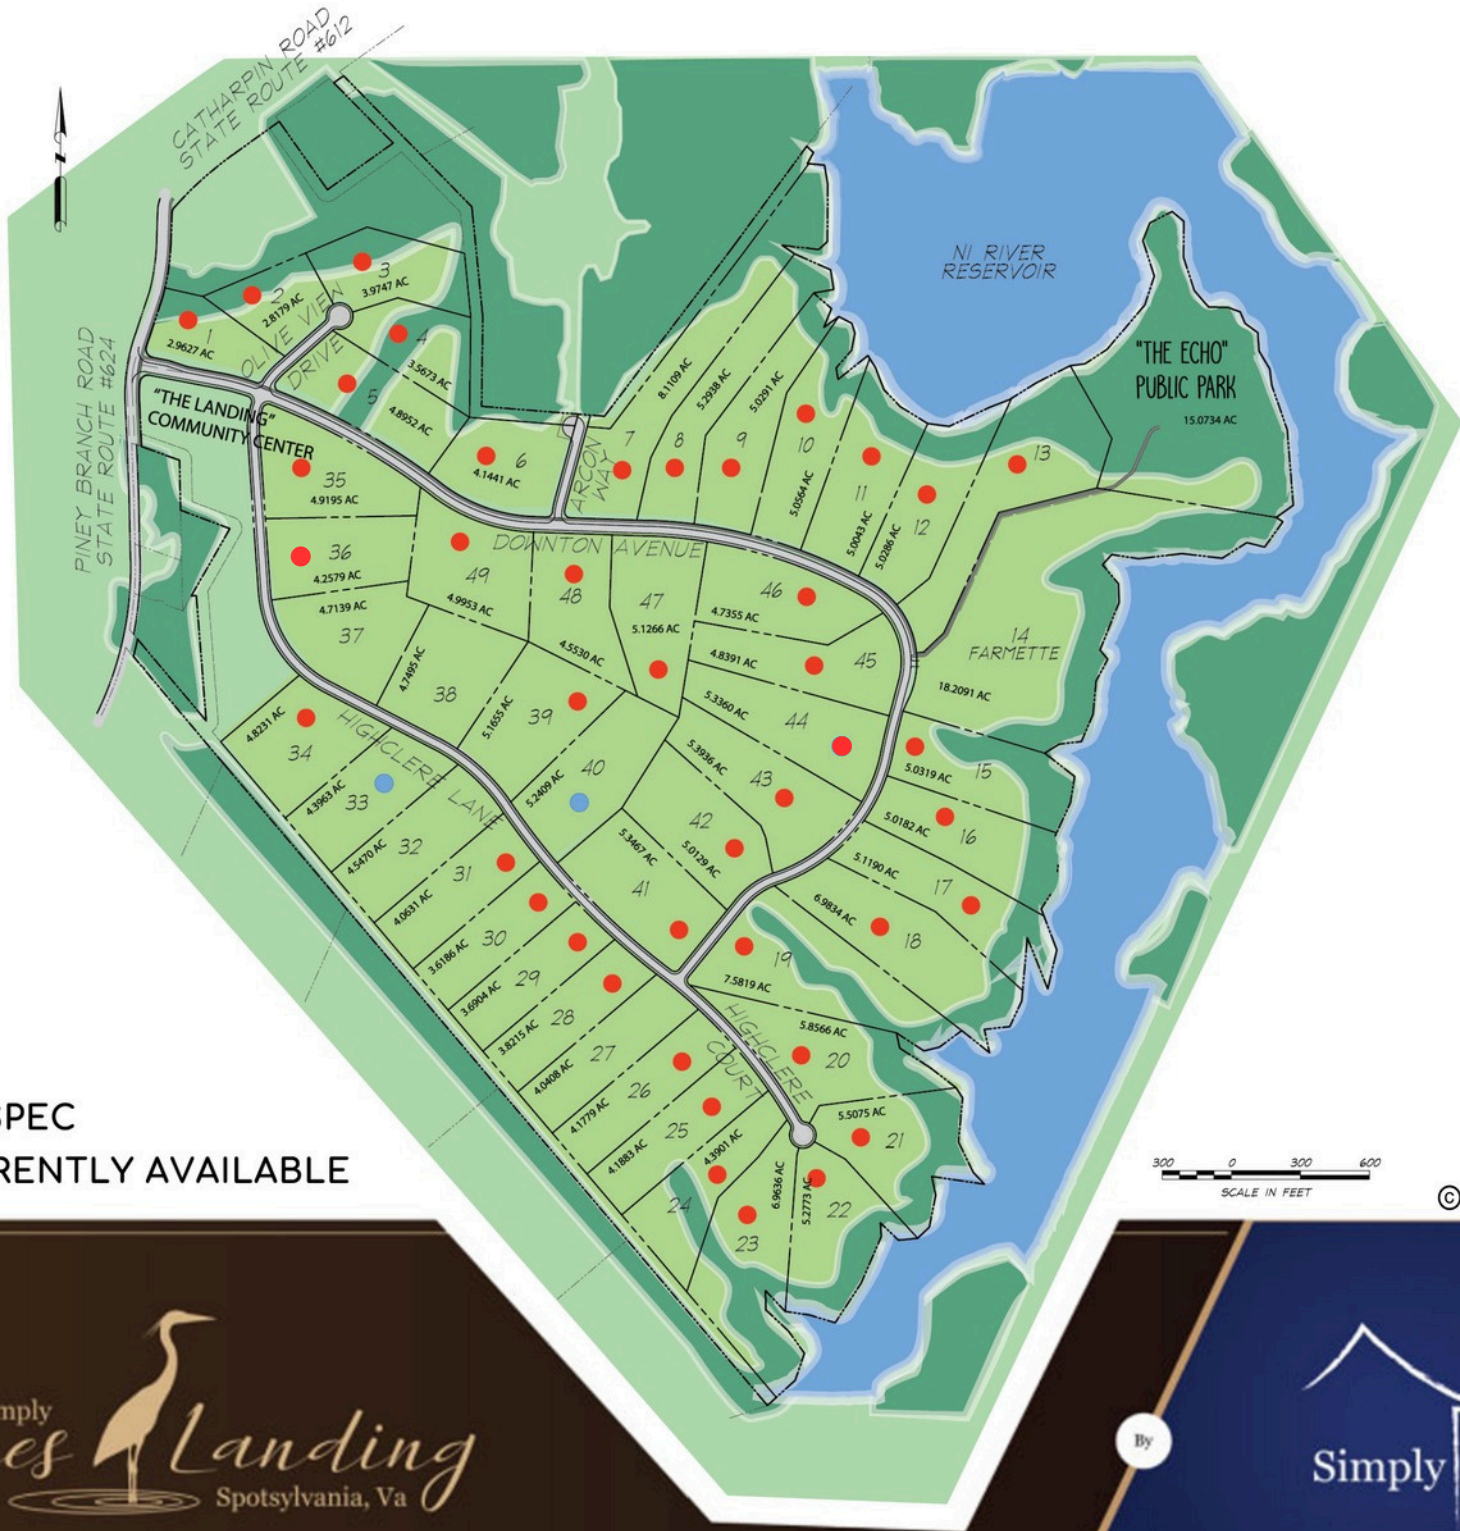 CATHARPIN ROAD
STATE ROUTE #612
N
NI RIVER
RESERVOIR
"THE ECHO"
PUBLIC PARK
15.0734 AC
PINEY BRANCH ROAD
STATE ROUTE #624
OLIVE VIEW
DRIVE
"THE LANDING"
COMMUNITY CENTER
ARCON
WAY
DOWNTON AVENUE
HIGHCLERE LANE
HIGHCLERE
COURT
1
2.9627 AC
2
2.8179 AC
3
3.9747 AC
4
3.5673 AC
5
4.8952 AC
6
4.1441 AC
7
8.1109 AC
8
5.2938 AC
9
5.0291 AC
10
5.0564 AC
11
5.0043 AC
12
5.0286 AC
13
14
FARMETTE
18.2091 AC
15
5.0319 AC
16
5.0182 AC
17
5.1190 AC
18
6.9834 AC
19
7.5819 AC
20
5.8566 AC
21
5.5075 AC
22
5.2773 AC
23
6.9636 AC
24
4.3901 AC
25
4.1883 AC
26
4.1779 AC
27
4.0408 AC
28
3.8215 AC
29
3.6904 AC
30
3.6186 AC
31
4.0631 AC
32
4.5470 AC
33
4.3963 AC
34
4.8231 AC
35
4.9195 AC
36
4.2579 AC
4.7139 AC
37
38
4.7495 AC
39
5.1655 AC
40
5.2409 AC
41
5.3467 AC
42
5.0129 AC
43
5.3936 AC
44
5.3360 AC
45
4.8391 AC
46
4.7355 AC
47
5.1266 AC
48
4.5530 AC
49
4.9953 AC
SPEC
RENTLY AVAILABLE
300 0 300 600
SCALE IN FEET
©
mply
es Landing
Spotsylvania, Va
By
Simply